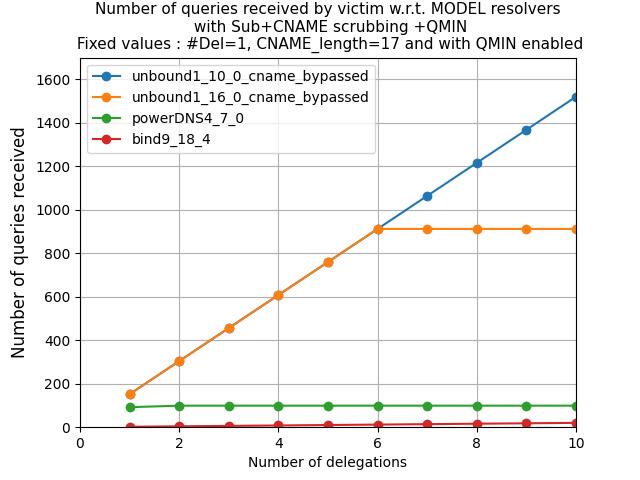 Number of queries received by victim w.r.t. MODEL resolvers
with Sub+CNAME scrubbing +QMIN
Fixed values : #Del=1, CNAME_length=17 and with QMIN enabled
unbound1_10_0_cname_bypassed
unbound1_16_0_cname_bypassed
powerDNS4_7_0
bind9_18_4
Number of queries received
1600
1400
1200
1000
800
600
400
200
0
0 2 4 6 8 10
Number of delegations